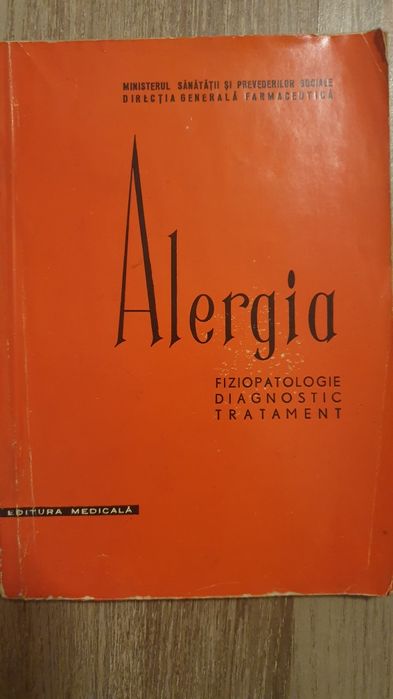 MINISTERUL SĂNĂTĂȚII ȘI PREVEDERILOR SOCIALE
DIRECȚIA GENERALĂ FARMACEUTICĂ
Alergia
FIZIOPATOLOGIE
DIAGNOSTIC
TRATAMENT
EDITURA MEDICALĂ